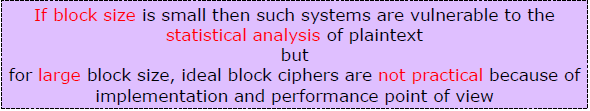 If block size is small then such systems are vulnerable to the
statistical analysis of plaintext
but
for large block size, ideal block ciphers are not practical because of
implementation and performance point of view